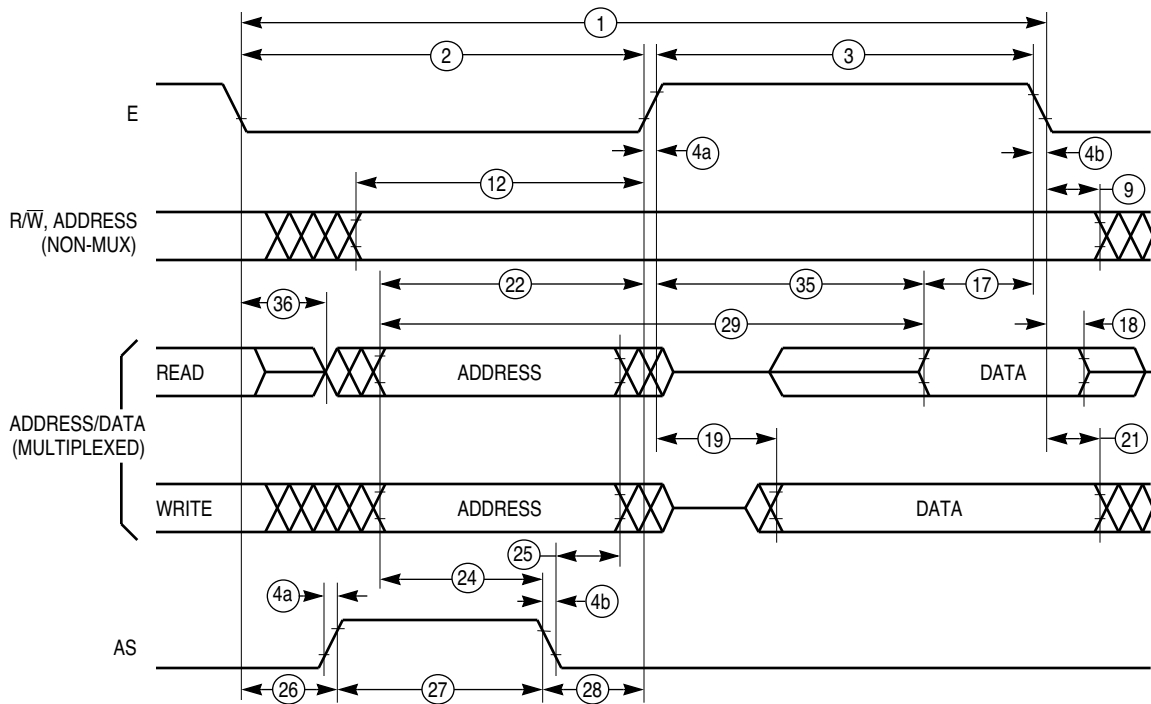 1
2
3
E
4a
4b
12
9
R/W̅, ADDRESS
(NON-MUX)
22
35
17
36
29
18
READ
ADDRESS
DATA
ADDRESS/DATA
(MULTIPLEXED)
19
21
WRITE
ADDRESS
DATA
25
24
4a
4b
AS
26
27
28